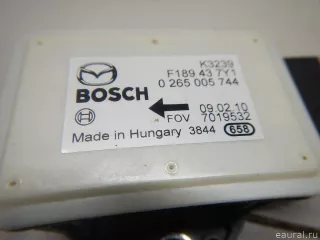 K3239
F189 43 7Y1
BOSCH
0 265 005 744
09.02.10
FOV 7019532
Made in Hungary 3844 658
eaural.ru